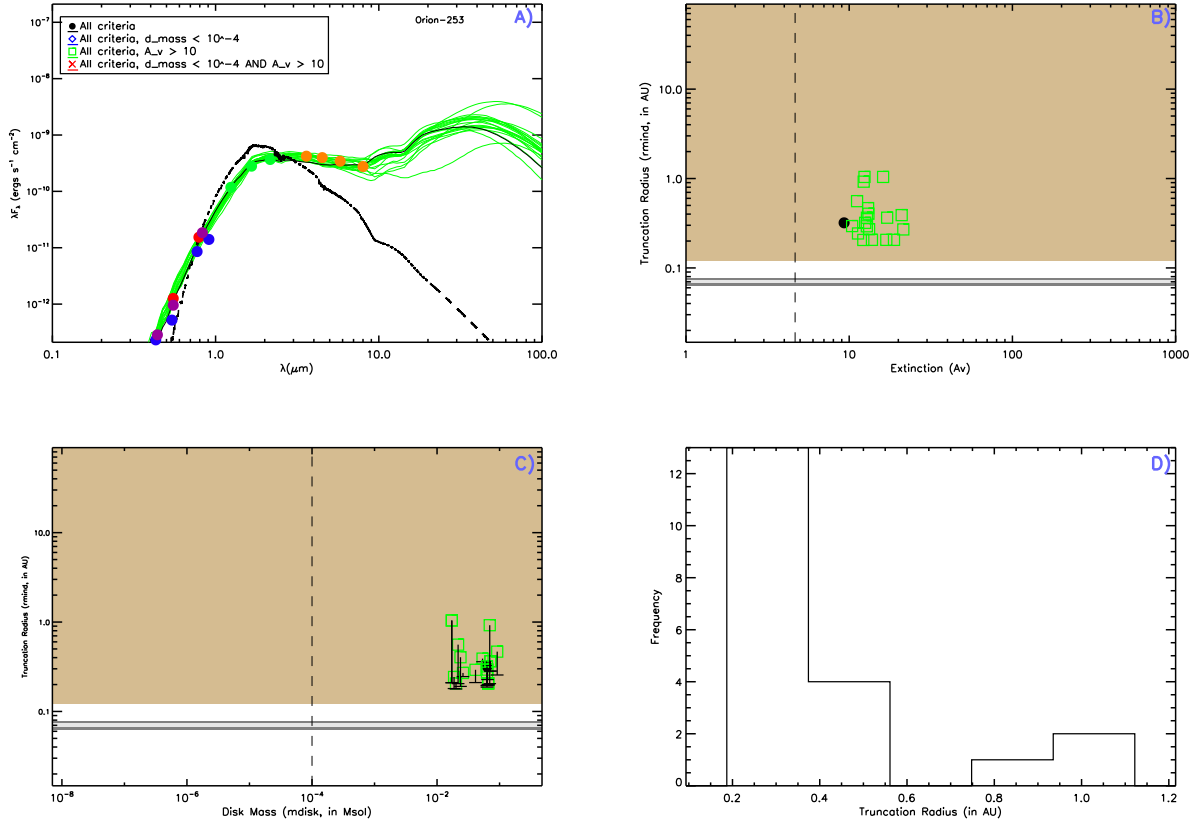 A)
Orion-253
All criteria
All criteria, d_mass < 10^-4
All criteria, A_v > 10
All criteria, d_mass < 10^-4 AND A_v > 10
10⁻⁷
10⁻⁸
10⁻⁹
10⁻¹⁰
10⁻¹¹
10⁻¹²
λFλ (ergs s⁻¹ cm⁻²)
0.1 1.0 10.0 100.0
λ(μm)
B)
10.0
1.0
0.1
Truncation Radius (rmind, in AU)
1 10 100 1000
Extinction (Av)
C)
10.0
1.0
0.1
Truncation Radius (rmind, in AU)
10⁻⁸ 10⁻⁶ 10⁻⁴ 10⁻²
Disk Mass (mdisk, in Msol)
D)
12
10
8
6
4
2
0
Frequency
0.2 0.4 0.6 0.8 1.0 1.2
Truncation Radius (in AU)